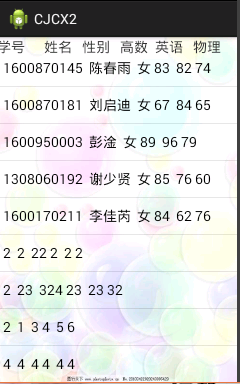 CJCX2
学号 姓名 性别 高数 英语 物理
1600870145 陈春雨 女 83 82 74
1600870181 刘启迪 女 67 84 65
1600950003 彭淦 女 89 96 79
1308060192 谢少贤 女 85 76 60
1600170211 李佳芮 女 84 62 76
2 2 22 2 2 2
2 23 324 23 23 32
2 1 3 4 5 6
4 4 44 44 4